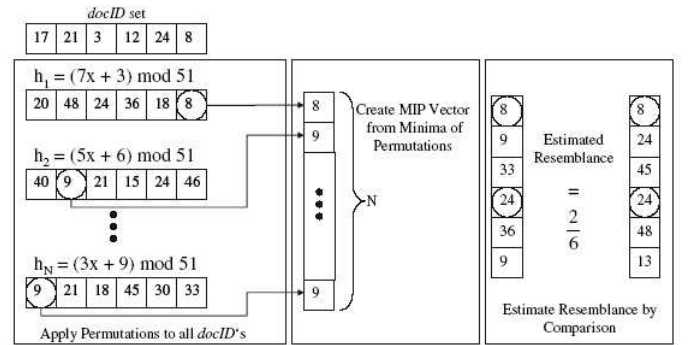 docID set
17 21 3 12 24 8
h1 = (7x + 3) mod 51
20 48 24 36 18 8
h2 = (5x + 6) mod 51
40 9 21 15 24 46
hN = (3x + 9) mod 51
9 21 18 45 30 33
Apply Permutations to all docID's
8
9
9
N
Create MIP Vector
from Minima of
Permutations
8
9
33
24
36
9
Estimated
Resemblance
=
2
6
8
24
45
24
48
13
Estimate Resemblance by
Comparison